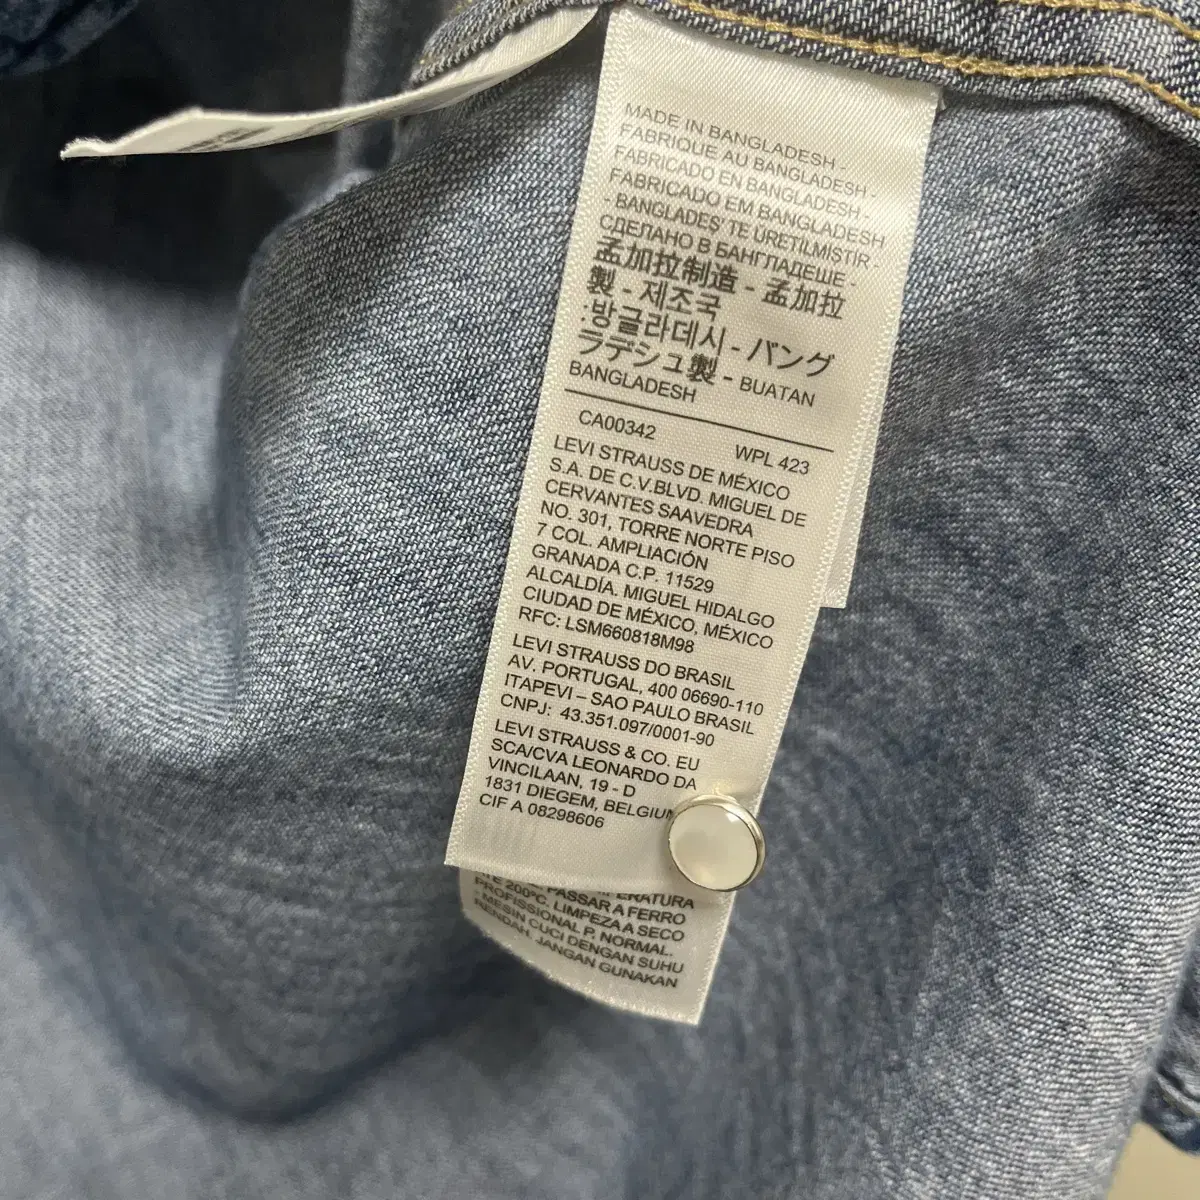 MADE IN BANGLADESH -
FABRIQUE AU BANGLADESH -
FABRICADO EN BANGLADESH -
FABRICADO EM BANGLADESH
- BANGLADEŞ'TE ÜRETİLMİŞTİR -
СДЕЛАНО В БАНГЛАДЕШЕ -
孟加拉制造 - 孟加拉
製 - 제조국
:방글라데시 - バング
ラデシュ製 - BUATAN
BANGLADESH
CA00342 WPL 423
LEVI STRAUSS DE MÉXICO
S.A. DE C.V.BLVD. MIGUEL DE
CERVANTES SAAVEDRA
NO. 301, TORRE NORTE PISO
7 COL. AMPLIACIÓN
GRANADA C.P. 11529
ALCALDÍA. MIGUEL HIDALGO
CIUDAD DE MÉXICO, MÉXICO
RFC: LSM660818M98
LEVI STRAUSS DO BRASIL
AV. PORTUGAL, 400 06690-110
ITAPEVI – SAO PAULO BRASIL
CNPJ: 43.351.097/0001-90
LEVI STRAUSS & CO. EU
SCA/CVA LEONARDO DA
VINCILAAN, 19 - D
1831 DIEGEM, BELGIUM
CIF A 08298606
200ºC. PASSAR A FERRO
PROFISSIONAL P. NORMAL. LIMPEZA A SECO
- MESIN CUCI DENGAN SUHU
RENDAH. JANGAN GUNAKAN